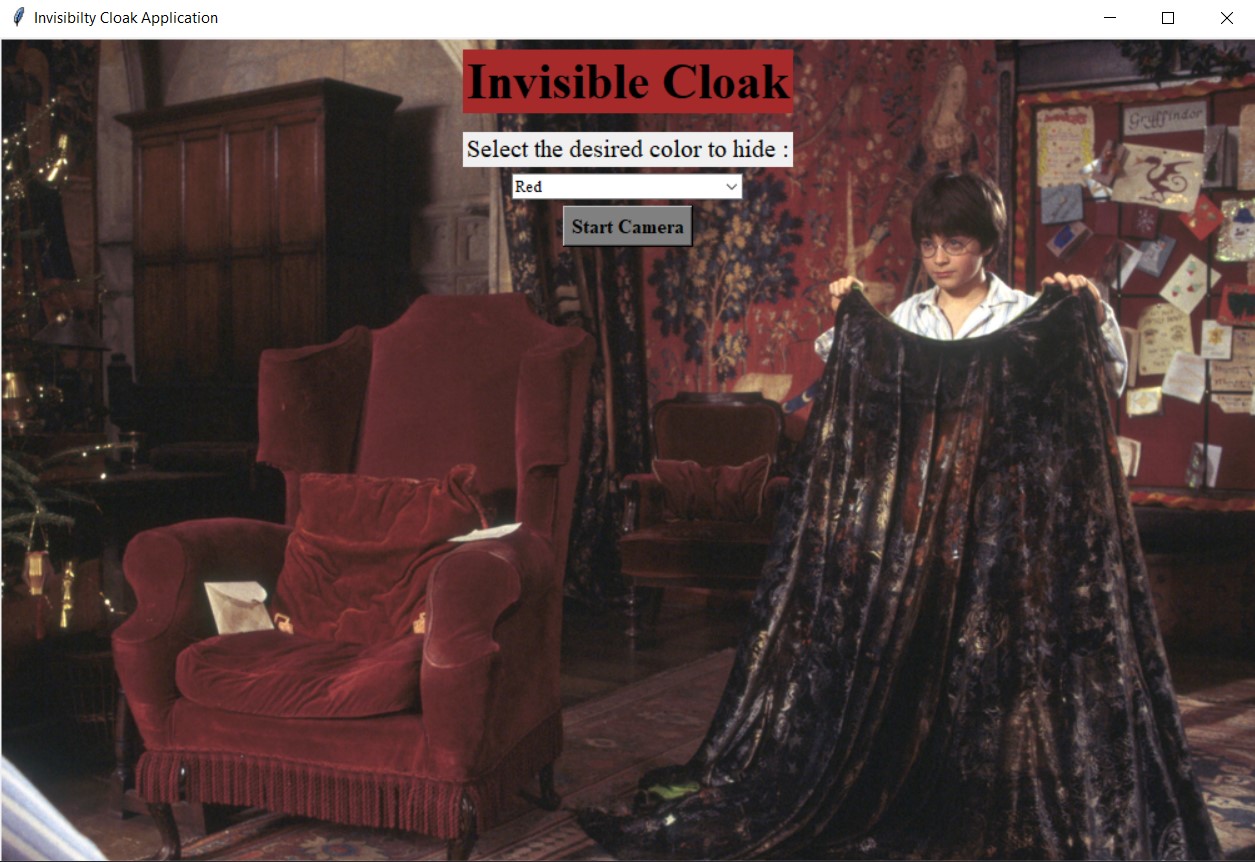 Invisibilty Cloak Application
Invisible Cloak
Select the desired color to hide :
Red
Start Camera
Gryffindor